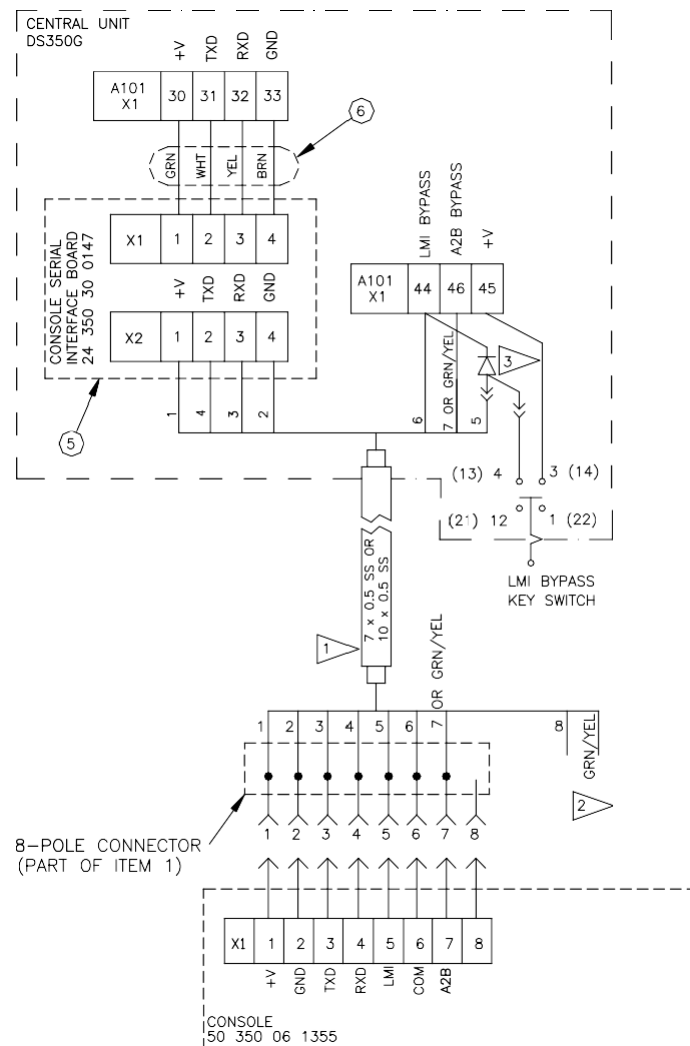 CENTRAL UNIT
DS350G
+V
TXD
RXD
GND
A101
X1
30
31
32
33
6
GRN
WHT
YEL
BRN
CONSOLE SERIAL
INTERFACE BOARD
24 350 30 0147
X1
1
2
3
4
+V
TXD
RXD
GND
X2
1
2
3
4
5
1
4
3
2
LMI BYPASS
A2B BYPASS
+V
A101
X1
44
46
45
3
6
7 OR GRN/YEL
5
(13) 4
3 (14)
(21) 12
1 (22)
LMI BYPASS
KEY SWITCH
7 x 0.5 SS OR
10 x 0.5 SS
1
1
2
3
4
5
6
7 OR GRN/YEL
8
GRN/YEL
2
8-POLE CONNECTOR
(PART OF ITEM 1)
1
2
3
4
5
6
7
8
X1
1
2
3
4
5
6
7
8
+V
GND
TXD
RXD
LMI
COM
A2B
CONSOLE
50 350 06 1355